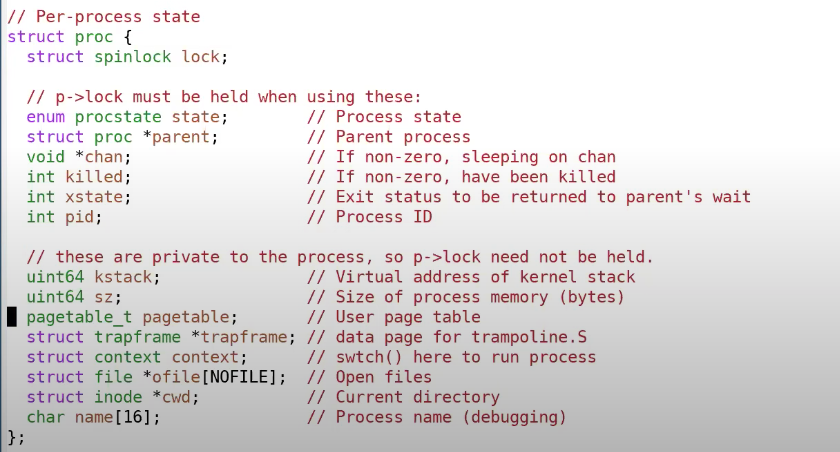 // Per-process state
struct proc {
  struct spinlock lock;

  // p->lock must be held when using these:
  enum procstate state;        // Process state
  struct proc *parent;         // Parent process
  void *chan;                  // If non-zero, sleeping on chan
  int killed;                  // If non-zero, have been killed
  int xstate;                  // Exit status to be returned to parent's wait
  int pid;                     // Process ID

  // these are private to the process, so p->lock need not be held.
  uint64 kstack;               // Virtual address of kernel stack
  uint64 sz;                   // Size of process memory (bytes)
  pagetable_t pagetable;       // User page table
  struct trapframe *trapframe; // data page for trampoline.S
  struct context context;      // swtch() here to run process
  struct file *ofile[NOFILE];  // Open files
  struct inode *cwd;           // Current directory
  char name[16];               // Process name (debugging)
};